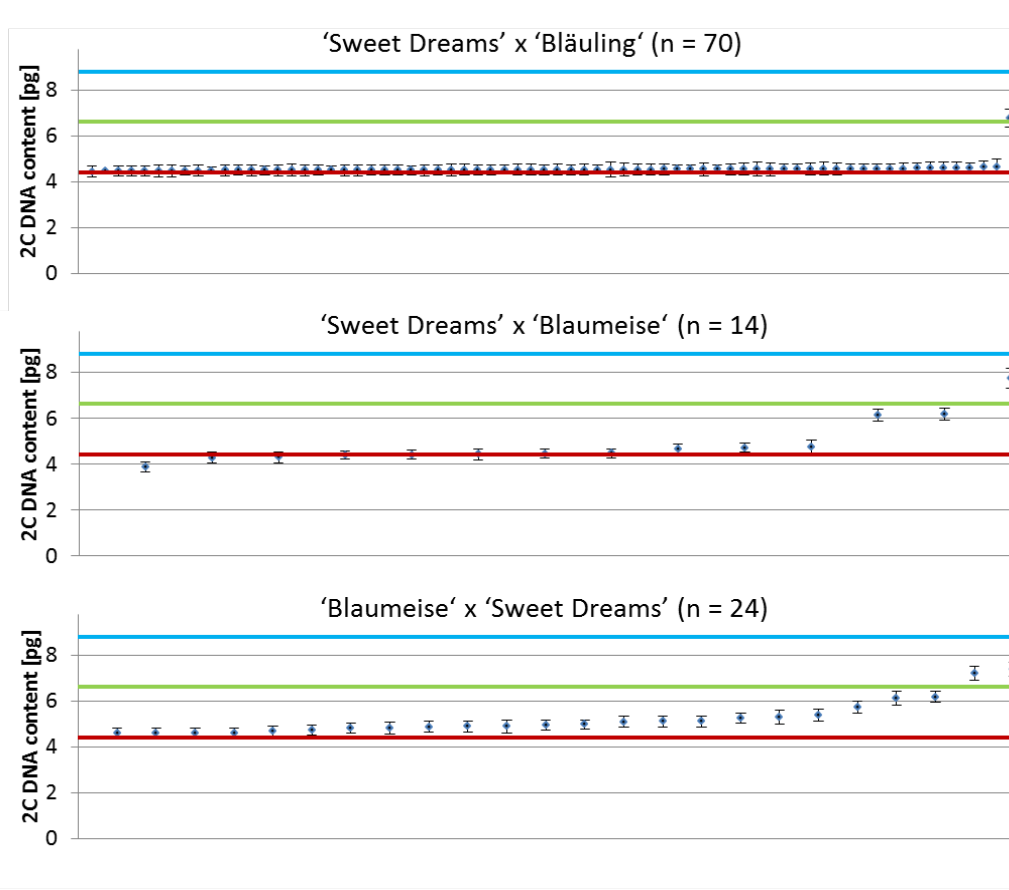 ‘Sweet Dreams’ x ‘Bläuling‘ (n = 70)
2C DNA content [pg]
8
6
4
2
0
‘Sweet Dreams’ x ‘Blaumeise‘ (n = 14)
2C DNA content [pg]
8
6
4
2
0
‘Blaumeise‘ x ‘Sweet Dreams’ (n = 24)
2C DNA content [pg]
8
6
4
2
0